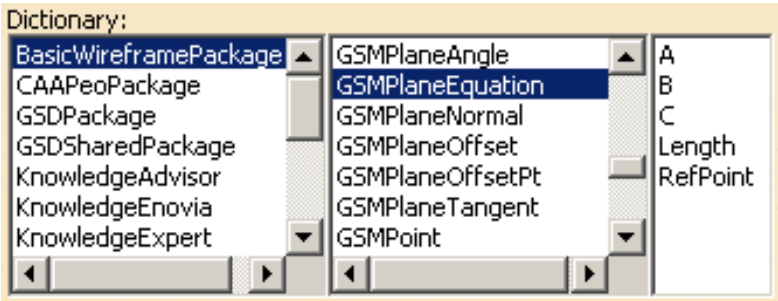 Dictionary:
BasicWireframePackage
CAAPeoPackage
GSDPackage
GSDSharedPackage
KnowledgeAdvisor
KnowledgeEnovia
KnowledgeExpert
GSMPlaneAngle
GSMPlaneEquation
GSMPlaneNormal
GSMPlaneOffset
GSMPlaneOffsetPt
GSMPlaneTangent
GSMPoint
A
B
C
Length
RefPoint